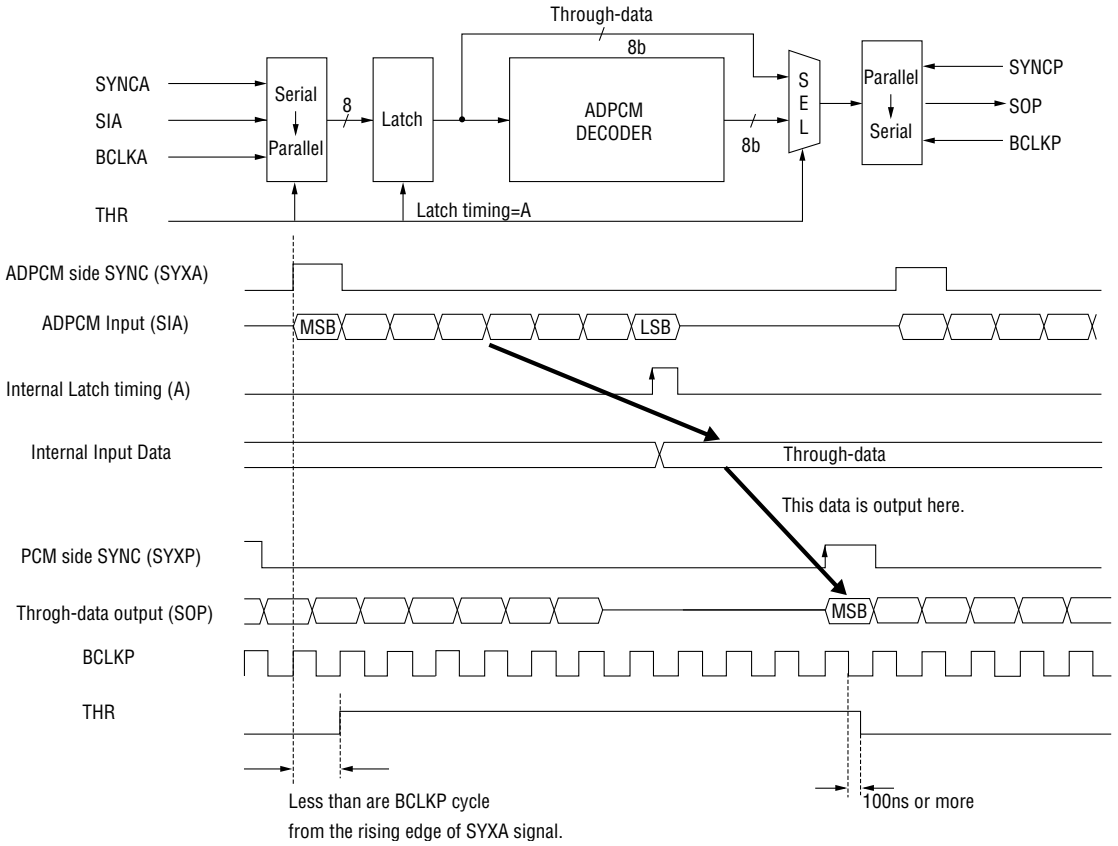 Through-data
8b
SYNCA
SIA
BCLKA
THR
Serial
Parallel
8
Latch
ADPCM
DECODER
8b
S
E
L
Parallel
Serial
SYNCP
SOP
BCLKP
Latch timing=A
ADPCM side SYNC (SYXA)
ADPCM Input (SIA)
MSB
LSB
Internal Latch timing (A)
Internal Input Data
Through-data
This data is output here.
PCM side SYNC (SYXP)
Throgh-data output (SOP)
MSB
BCLKP
THR
Less than are BCLKP cycle
from the rising edge of SYXA signal.
100ns or more